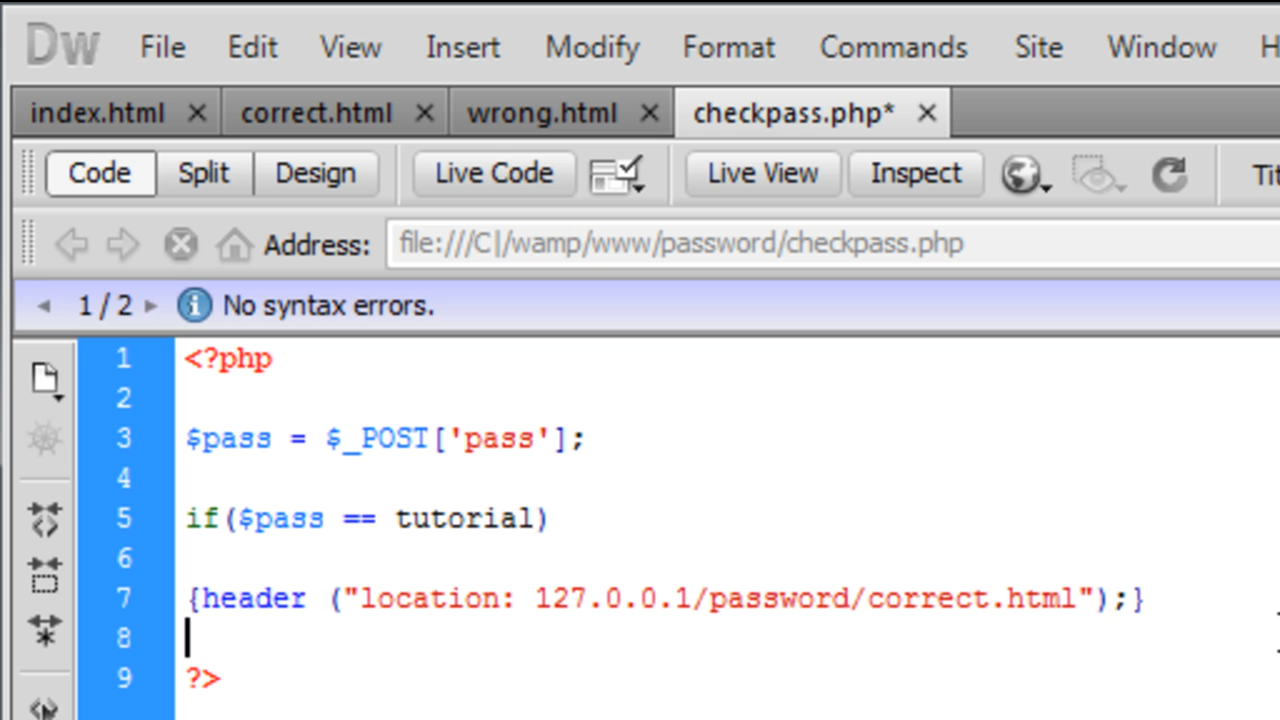 Dw File Edit View Insert Modify Format Commands Site Window H
index.html × correct.html × wrong.html × checkpass.php* ×
Code Split Design Live Code Live View Inspect Tit
Address: file:///C|/wamp/www/password/checkpass.php
1 / 2 No syntax errors.
1 <?php
2
3 $pass = $_POST['pass'];
4
5 if($pass == tutorial)
6
7 {header ("location: 127.0.0.1/password/correct.html");}
8
9 ?>